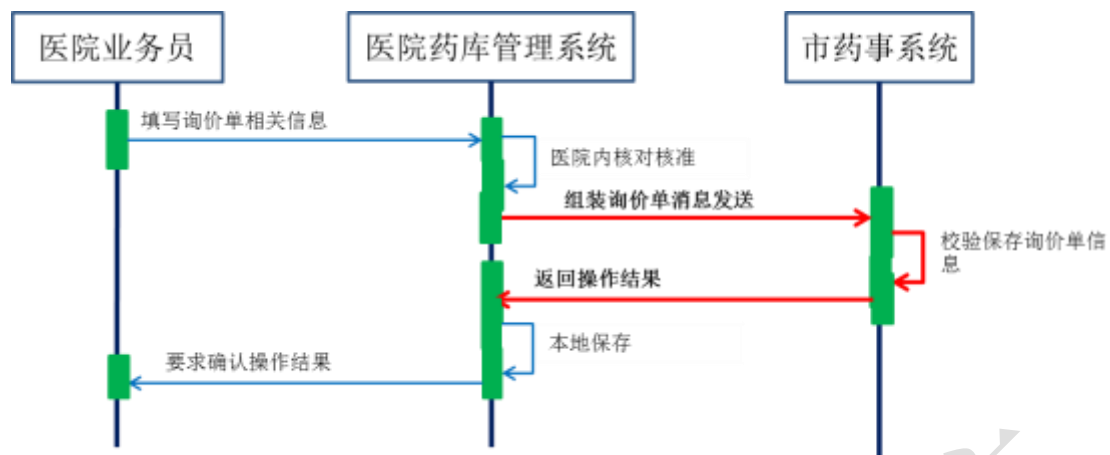 医院业务员
医院药库管理系统
市药事系统
填写询价单相关信息
医院内核对核准
组装询价单消息发送
校验保存询价单信
息
返回操作结果
本地保存
要求确认操作结果